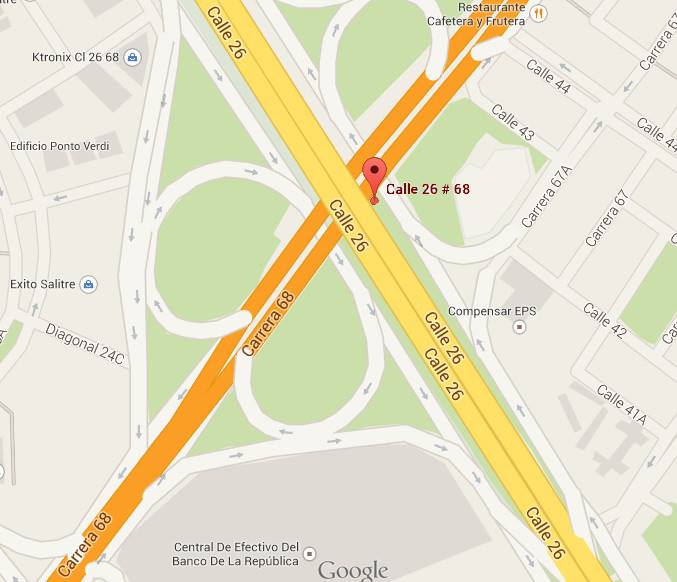 Restaurante
Cafetera y Frutera
Calle 26
Carrera 67
Ktronix Cl 26 68
Calle 44
Calle 43
Calle 44
Edificio Ponto Verdi
Calle 26 # 68
Carrera 67A
Carrera 67
Calle 26
Exito Salitre
Carrera 68
Compensar EPS
Calle 26
Calle 26
Calle 42
Diagonal 24C
Calle 41A
Calle 26
Carrera 68
Central De Efectivo Del
Banco De La República
Google